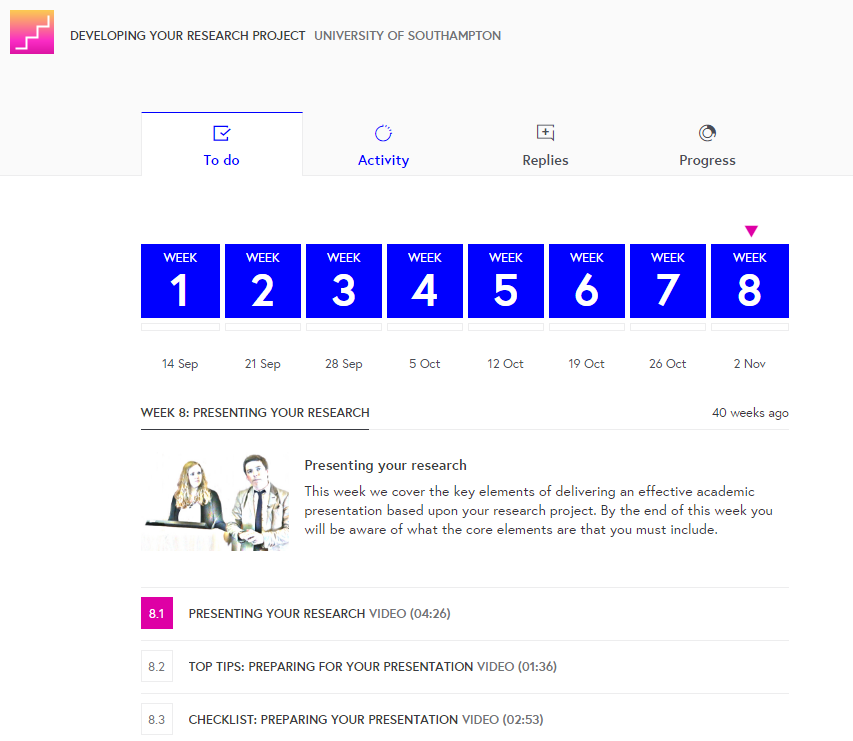 DEVELOPING YOUR RESEARCH PROJECT UNIVERSITY OF SOUTHAMPTON
To do Activity Replies Progress
WEEK WEEK WEEK WEEK WEEK WEEK WEEK WEEK
1 2 3 4 5 6 7 8
14 Sep 21 Sep 28 Sep 5 Oct 12 Oct 19 Oct 26 Oct 2 Nov
WEEK 8: PRESENTING YOUR RESEARCH 40 weeks ago
Presenting your research
This week we cover the key elements of delivering an effective academic
presentation based upon your research project. By the end of this week you
will be aware of what the core elements are that you must include.
8.1 PRESENTING YOUR RESEARCH VIDEO (04:26)
8.2 TOP TIPS: PREPARING FOR YOUR PRESENTATION VIDEO (01:36)
8.3 CHECKLIST: PREPARING YOUR PRESENTATION VIDEO (02:53)